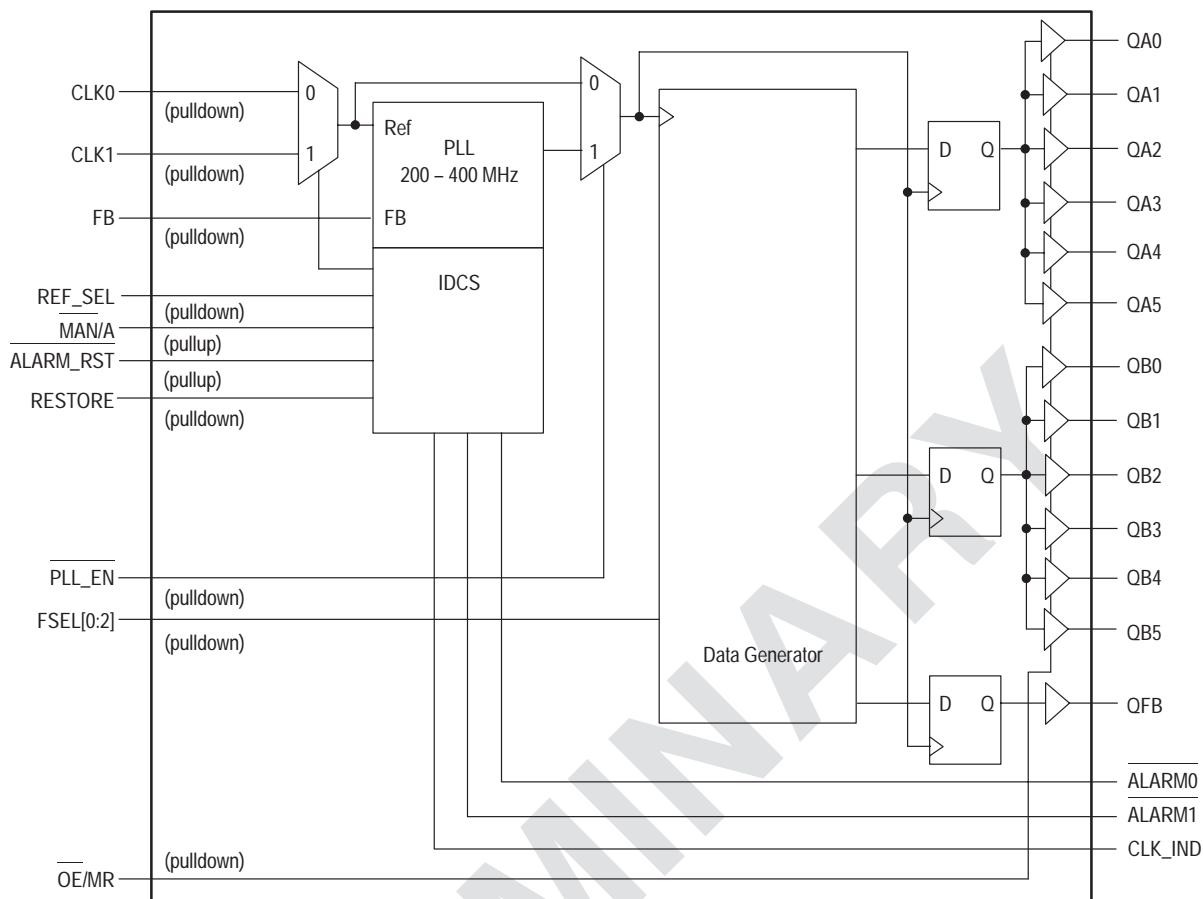 CLK0
(pulldown)
CLK1
(pulldown)
FB
(pulldown)
REF_SEL
(pulldown)
MAN/A
(pullup)
ALARM_RST
(pullup)
RESTORE
(pulldown)
PLL_EN
(pulldown)
FSEL[0:2]
(pulldown)
OE/MR
(pulldown)
0
1
Ref
PLL
200 – 400 MHz
FB
IDCS
0
1
Data Generator
D Q
D Q
D Q
QA0
QA1
QA2
QA3
QA4
QA5
QB0
QB1
QB2
QB3
QB4
QB5
QFB
ALARM0
ALARM1
CLK_IND
MINARY